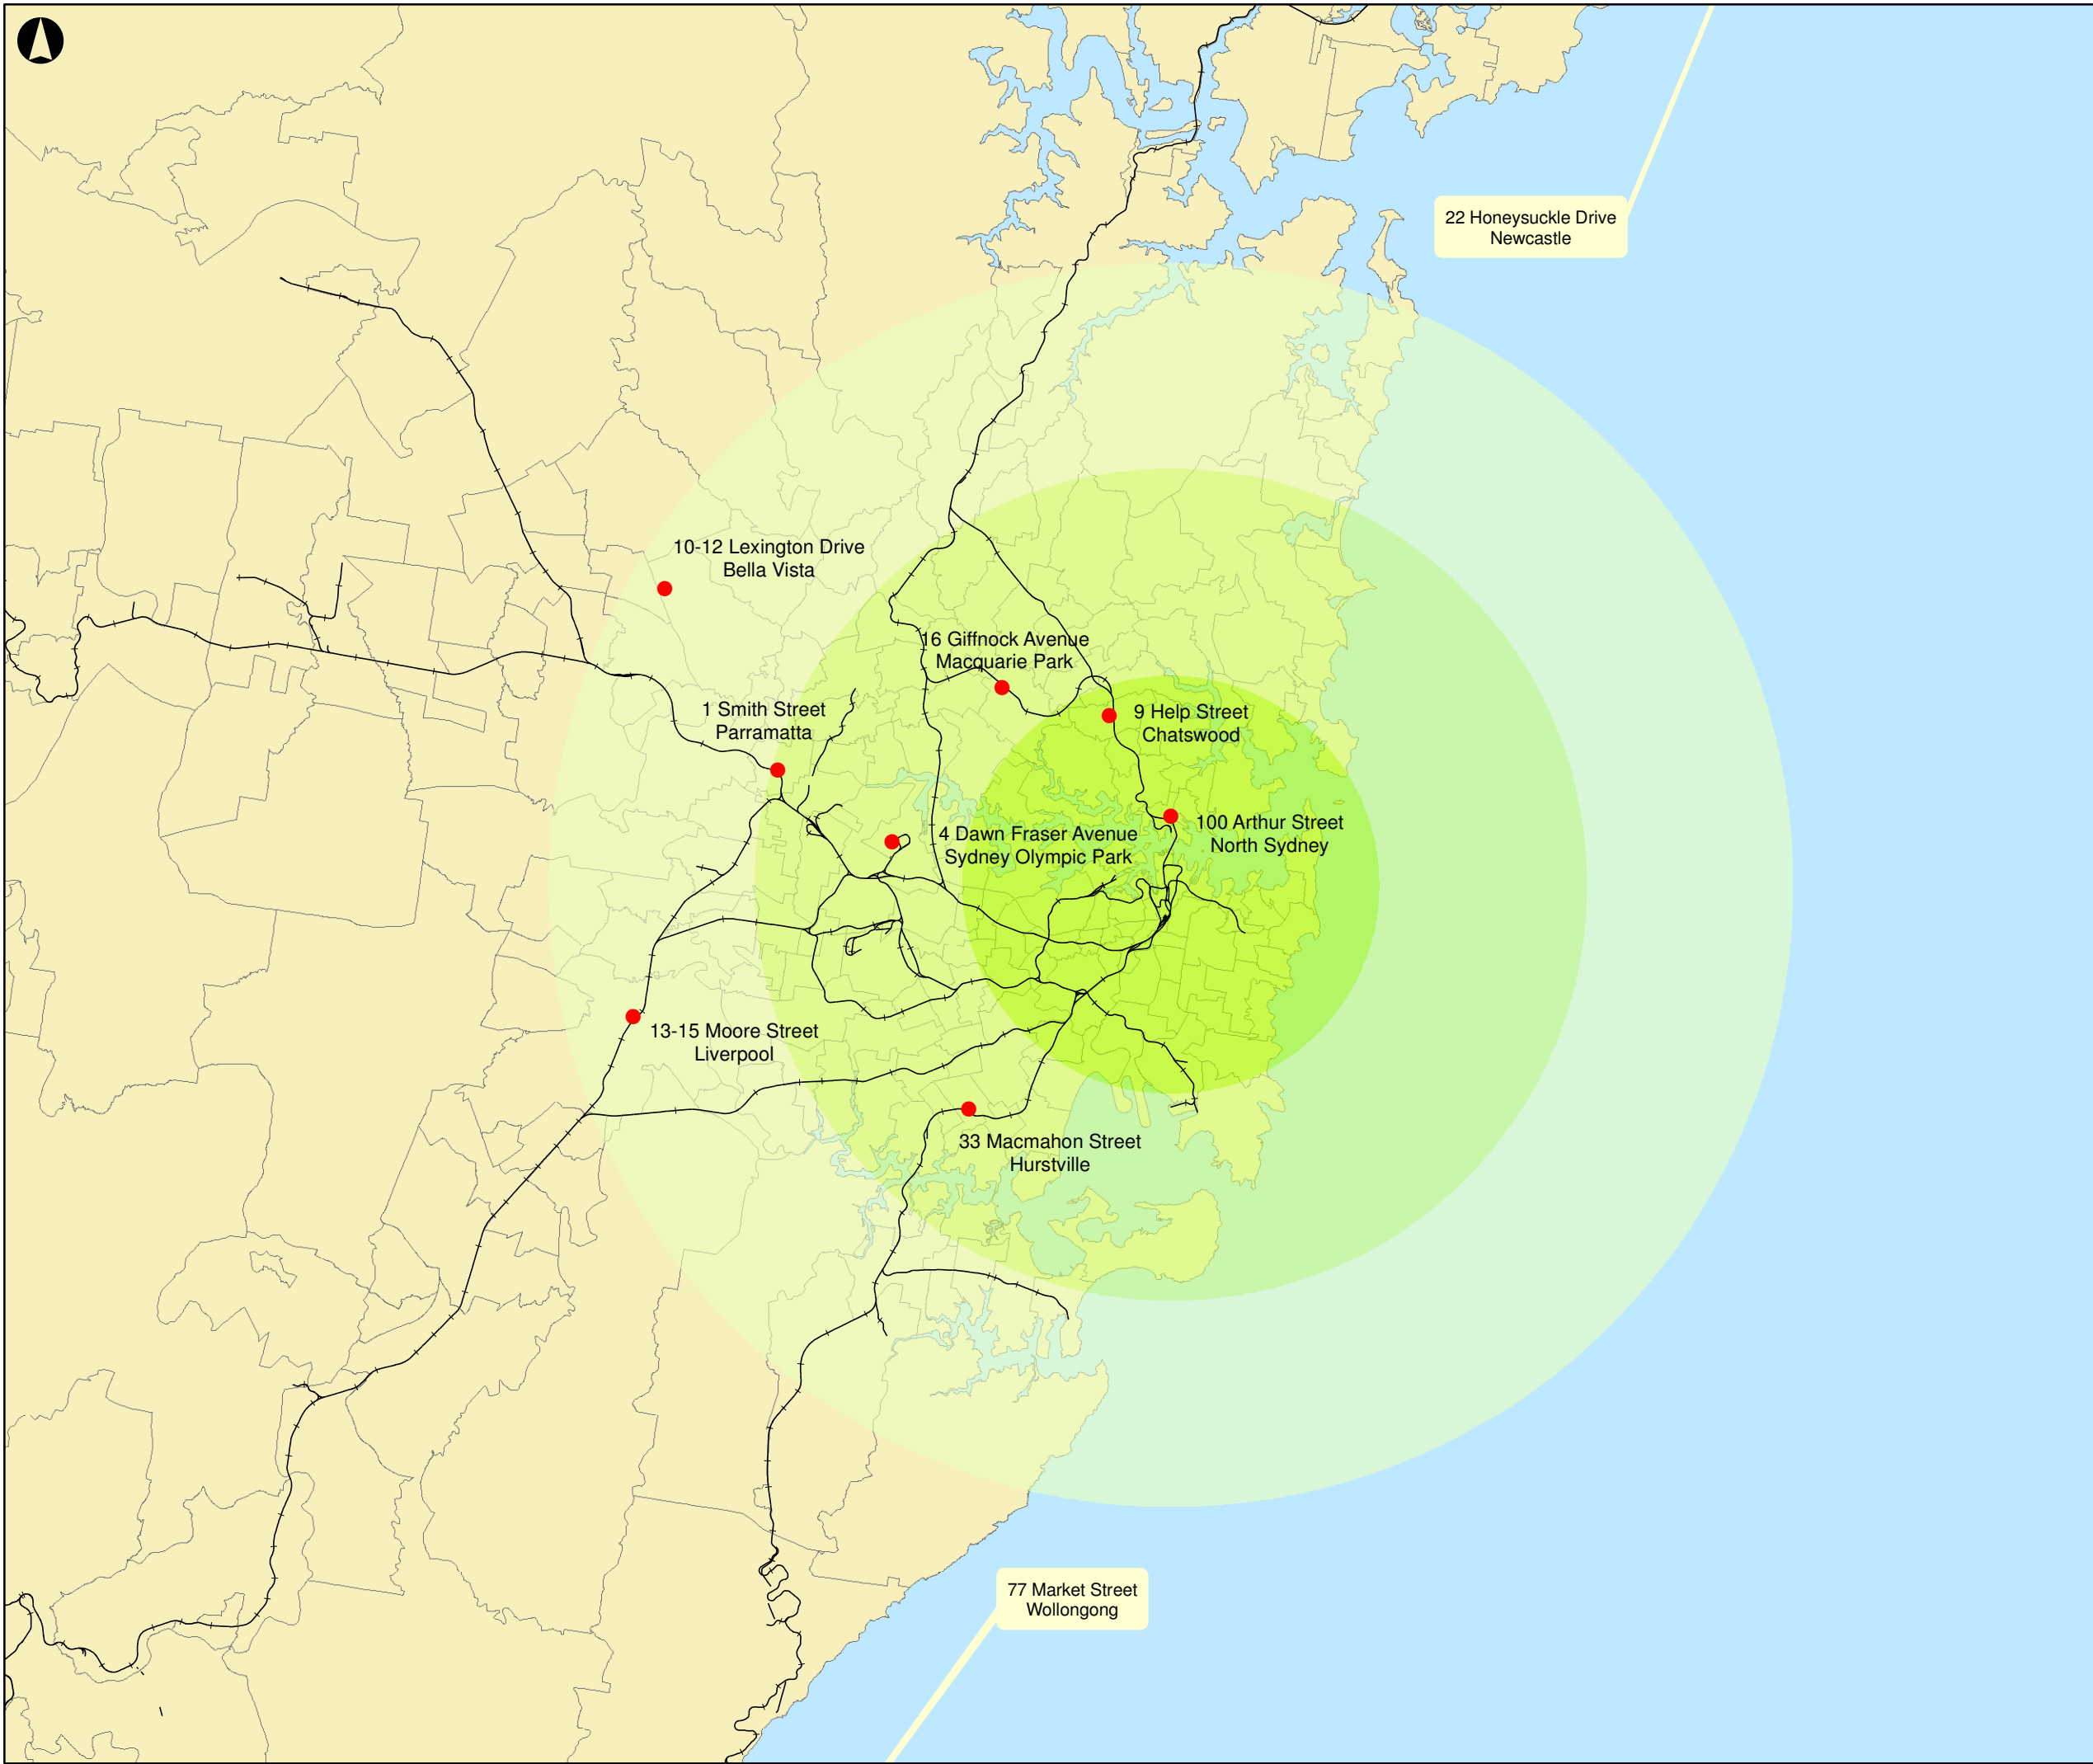 22 Honeysuckle Drive
Newcastle
10-12 Lexington Drive
Bella Vista
16 Giffnock Avenue
Macquarie Park
1 Smith Street
Parramatta
9 Help Street
Chatswood
4 Dawn Fraser Avenue
Sydney Olympic Park
100 Arthur Street
North Sydney
13-15 Moore Street
Liverpool
33 Macmahon Street
Hurstville
77 Market Street
Wollongong